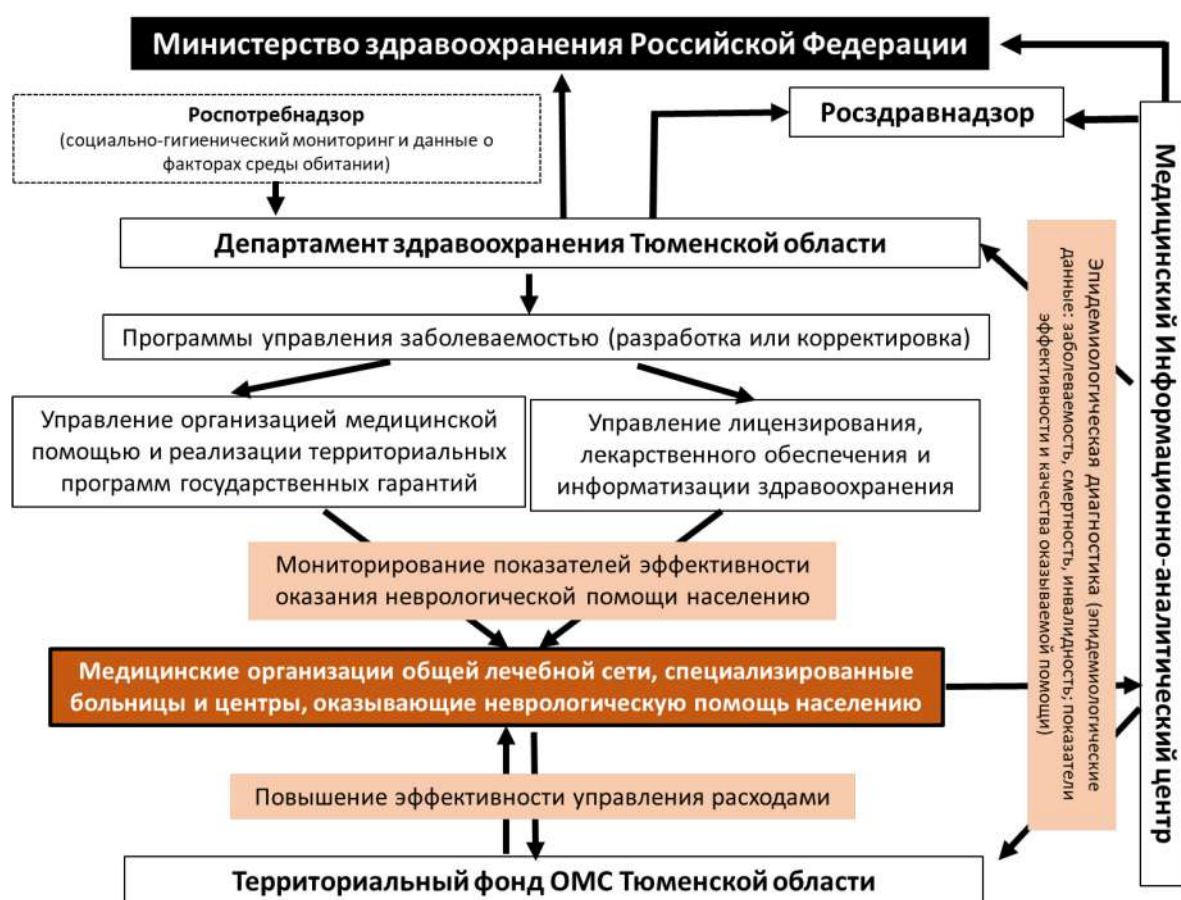 Министерство здравоохранения Российской Федерации
Роспотребнадзор
(социально-гигиенический мониторинг и данные о
факторах среды обитании)
Росздравнадзор
Департамент здравоохранения Тюменской области
Программы управления заболеваемостью (разработка или корректировка)
Управление организацией медицинской
помощью и реализации территориальных
программ государственных гарантий
Управление лицензирования,
лекарственного обеспечения и
информатизации здравоохранения
Мониторирование показателей эффективности
оказания неврологической помощи населению
Медицинские организации общей лечебной сети, специализированные
больницы и центры, оказывающие неврологическую помощь населению
Повышение эффективности управления расходами
Территориальный фонд ОМС Тюменской области
Эпидемиологическая диагностика (эпидемиологические
данные: заболеваемость, смертность, инвалидность; показатели
эффективности и качества оказываемой помощи)
Медицинский Информационно-аналитический центр